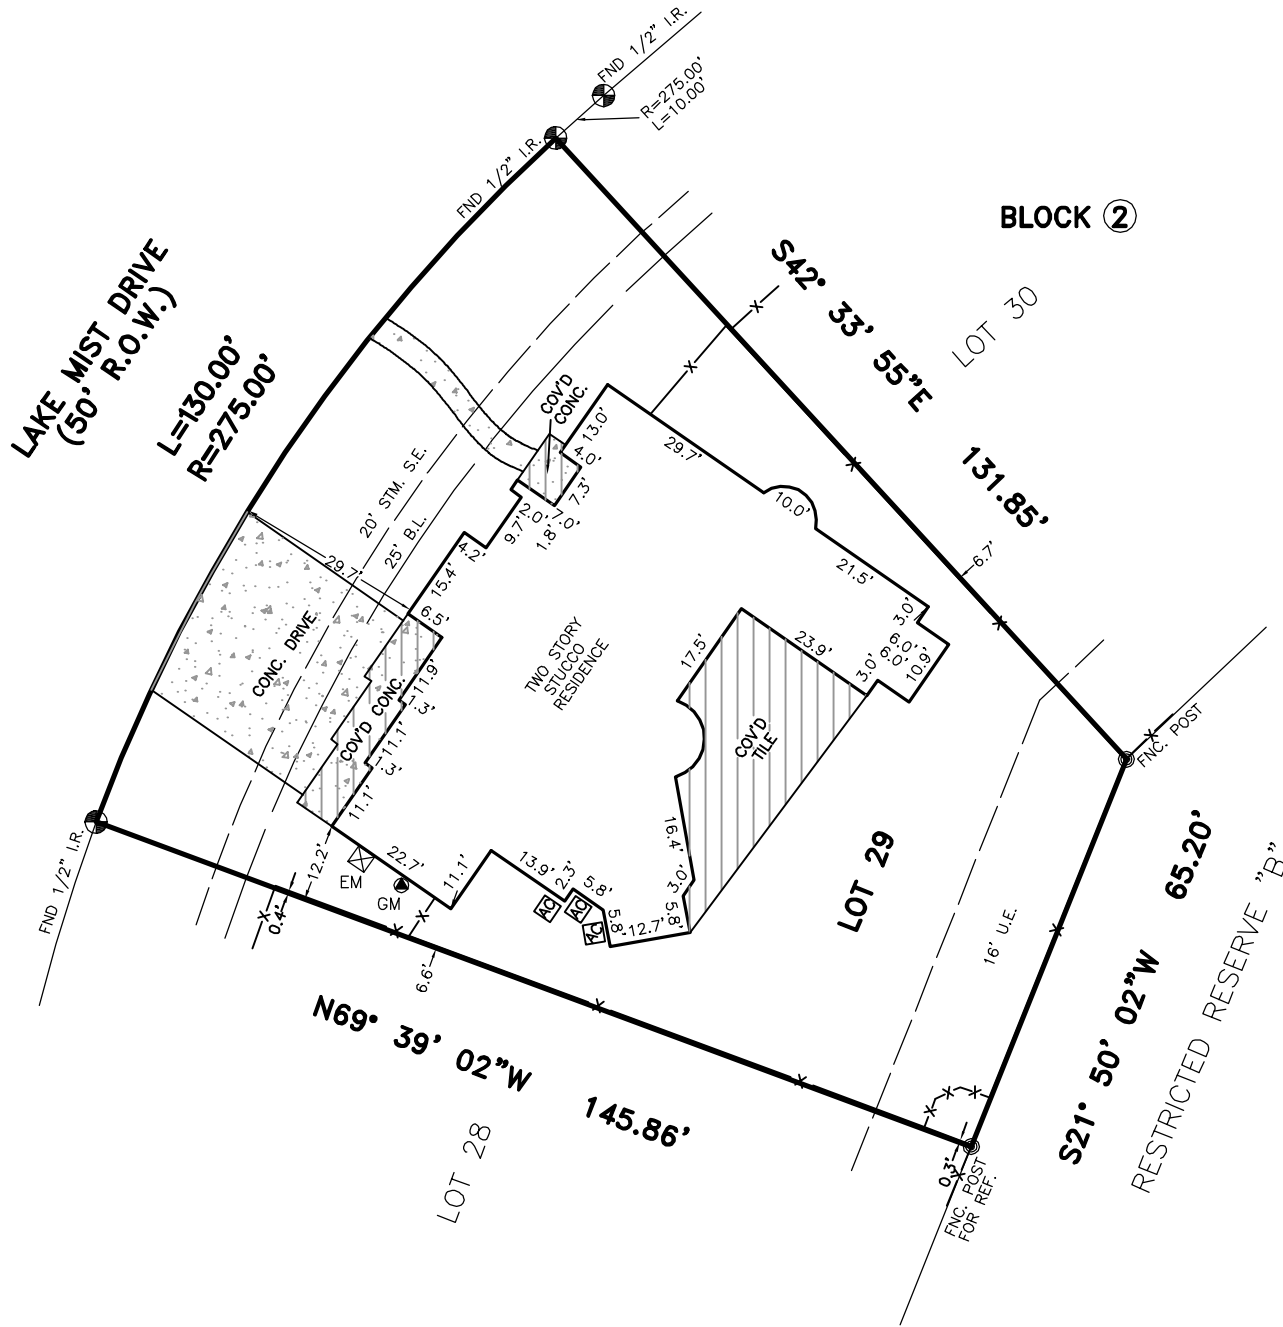 FND 1/2" I.R.
R=275.00'
L=10.00'
FND 1/2" I.R.
BLOCK 2
LOT 30
S42° 33' 55"E
131.85'
LAKE MIST DRIVE
(50' R.O.W.)
L=130.00'
R=275.00'
20' STM. S.E.
25' B.L.
COV'D
CONC.
13.0'
4.0'
7.3'
7.0'
2.0'
1.8'
9.7'
4.2'
15.4'
29.7'
10.0'
21.5'
6.7'
3.0'
6.0'
6.0'
10.9'
3.0'
23.9'
17.5'
29.7'
6.5'
CONC. DRIVE
COV'D CONC.
11.9'
1.3'
11.1'
1.3'
11.1'
TWO STORY
STUCCO
RESIDENCE
COV'D
TILE
16.4'
3.0'
5.8'
12.7'
5.8'
5.8'
2.3'
13.9'
11.1'
22.7'
12.2'
EM
GM
AC
AC
AC
0.4'
6.6'
FND 1/2" I.R.
LOT 29
16' U.E.
FNC. POST
65.20'
S21° 50' 02"W
RESTRICTED RESERVE "B"
N69° 39' 02"W
145.86'
LOT 28
0.3'
FNC. POST
FOR REF.